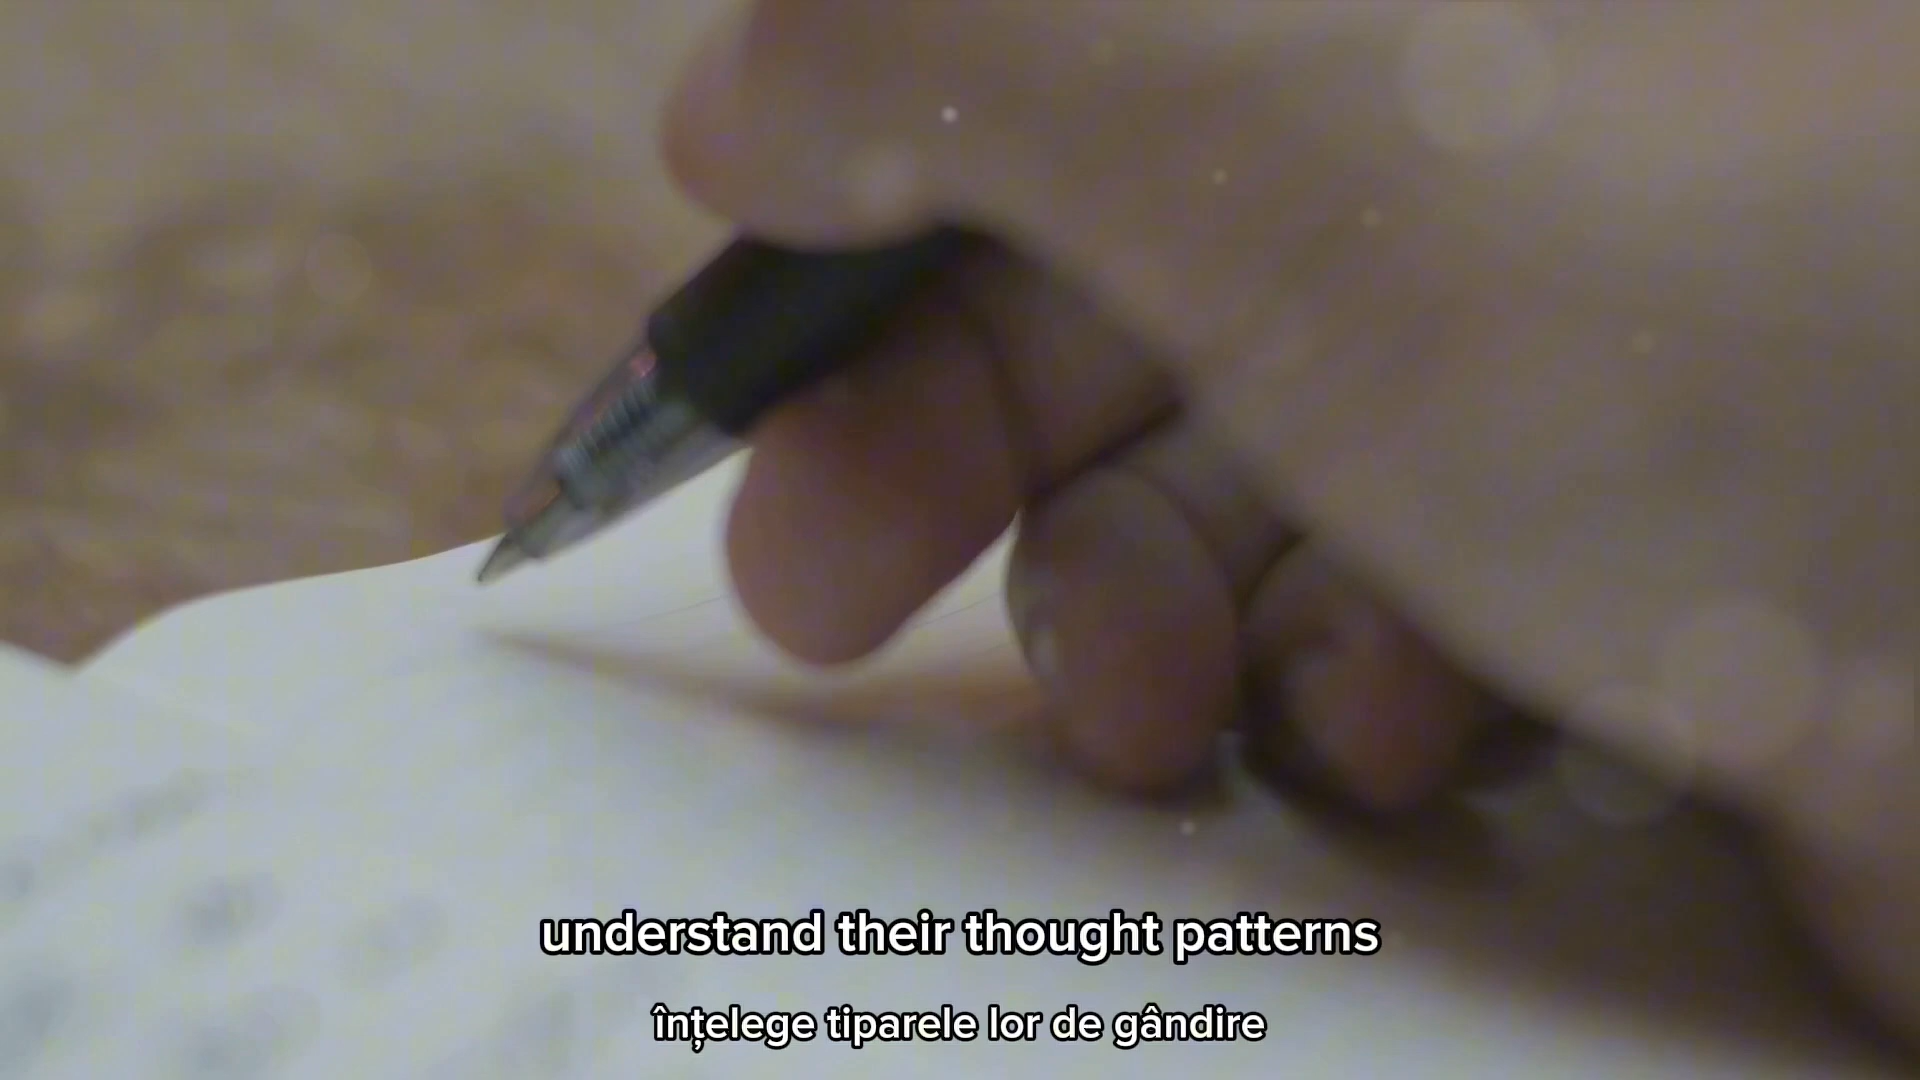 understand their thought patterns
înțelege tiparele lor de gândire